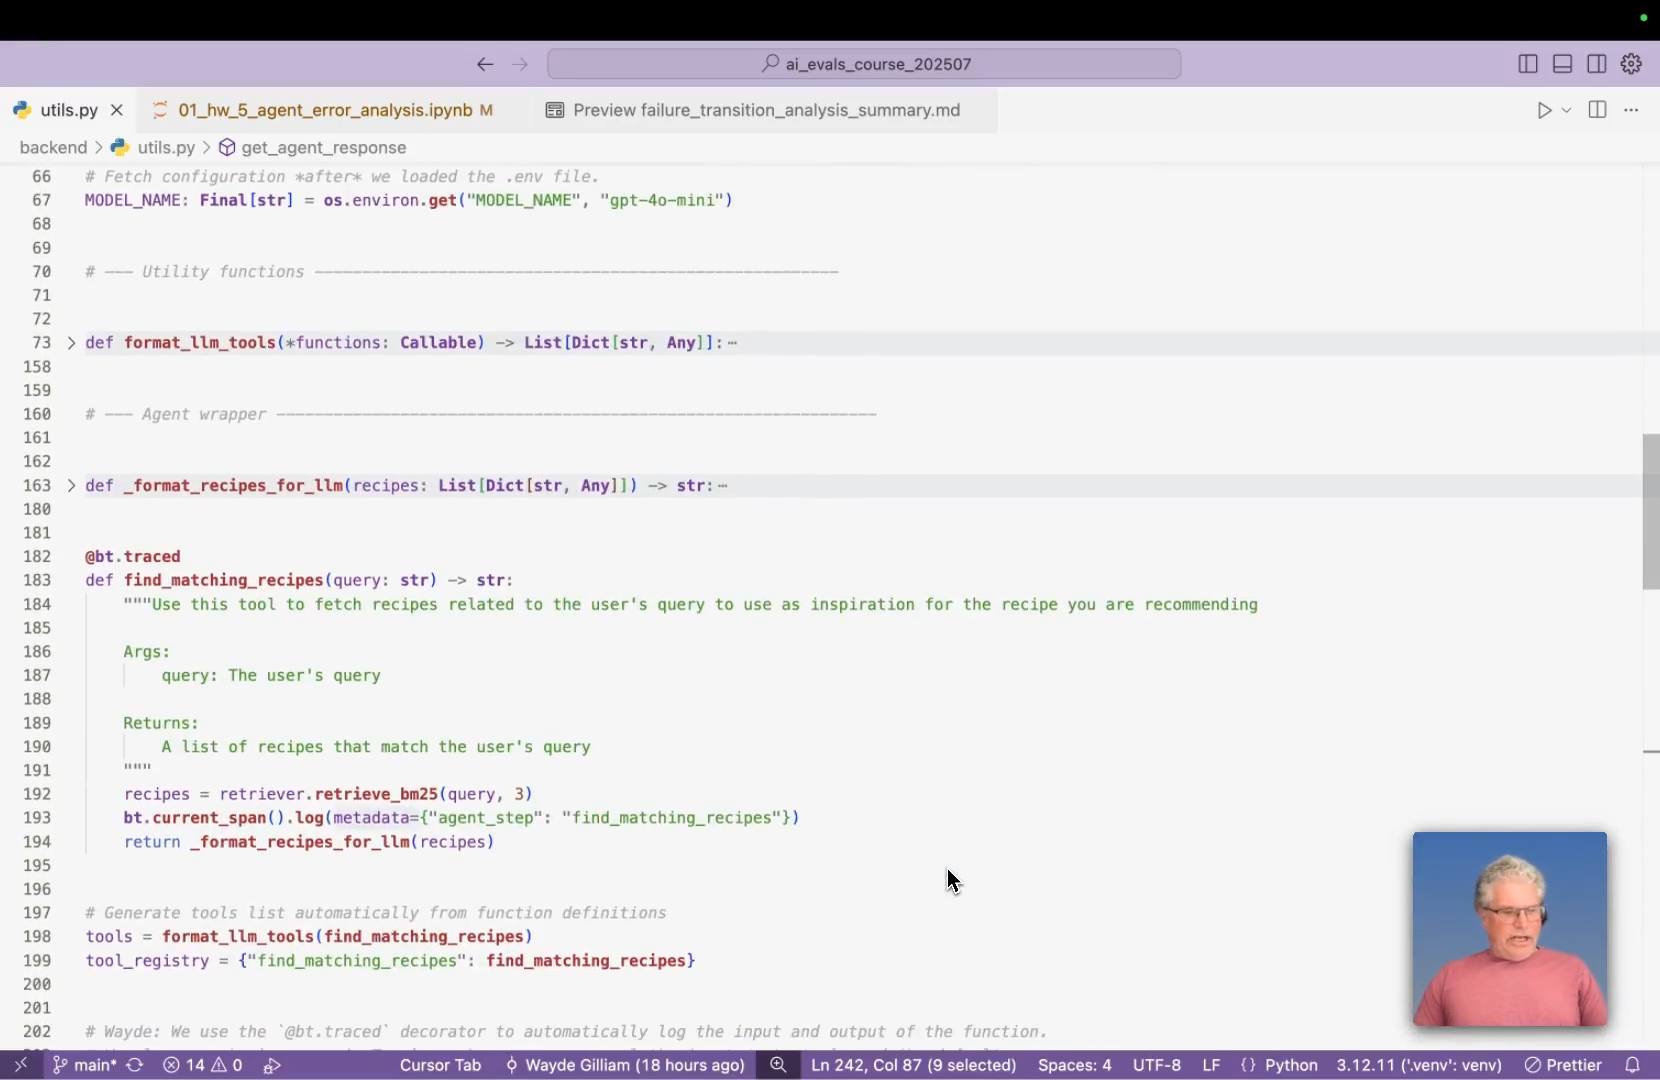 ai_evals_course_202507
utils.py
01_hw_5_agent_error_analysis.ipynb M
Preview failure_transition_analysis_summary.md
backend > utils.py > get_agent_response
66 # Fetch configuration *after* we loaded the .env file.
67 MODEL_NAME: Final[str] = os.environ.get("MODEL_NAME", "gpt-4o-mini")
68
69
70 # --- Utility functions -------------------------------------------------------
71
72
73 > def format_llm_tools(*functions: Callable) -> List[Dict[str, Any]]:…
158
159
160 # --- Agent wrapper ---------------------------------------------------------------
161
162
163 > def _format_recipes_for_llm(recipes: List[Dict[str, Any]]) -> str:…
180
181
182 @bt.traced
183 def find_matching_recipes(query: str) -> str:
184 """Use this tool to fetch recipes related to the user's query to use as inspiration for the recipe you are recommending
185
186 Args:
187 query: The user's query
188
189 Returns:
190 A list of recipes that match the user's query
191 """
192 recipes = retriever.retrieve_bm25(query, 3)
193 bt.current_span().log(metadata={"agent_step": "find_matching_recipes"})
194 return _format_recipes_for_llm(recipes)
195
196
197 # Generate tools list automatically from function definitions
198 tools = format_llm_tools(find_matching_recipes)
199 tool_registry = {"find_matching_recipes": find_matching_recipes}
200
201
202 # Wayde: We use the `@bt.traced` decorator to automatically log the input and output of the function.
main* 14 0 Cursor Tab Wayde Gilliam (18 hours ago) Ln 242, Col 87 (9 selected) Spaces: 4 UTF-8 LF {} Python 3.12.11 ('.venv': venv) Prettier